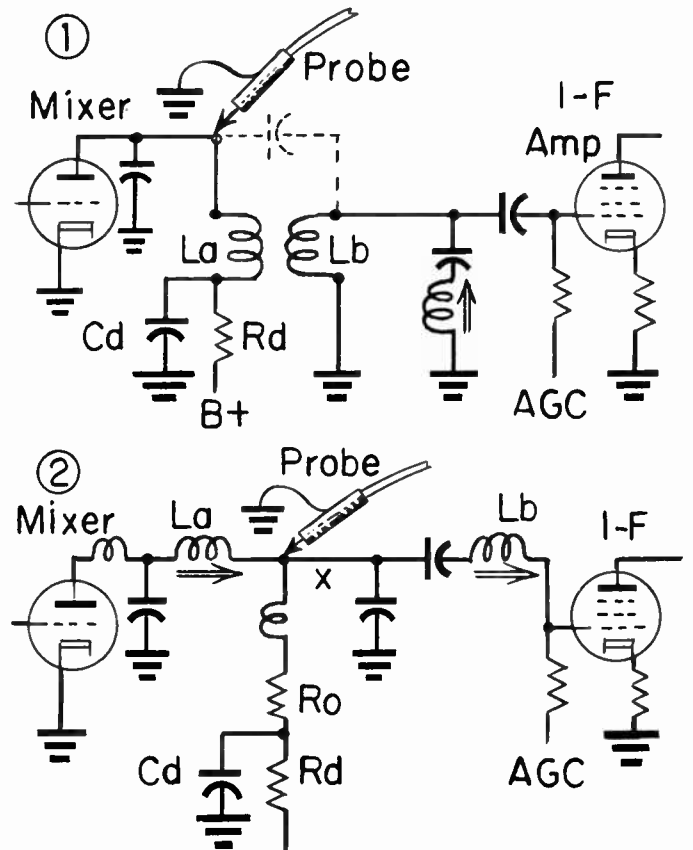 1
Probe
Mixer
I-F
Amp
La
Lb
Cd
Rd
B+
AGC
2
Probe
Mixer
La
Lb
I-F
x
Ro
Cd
Rd
AGC